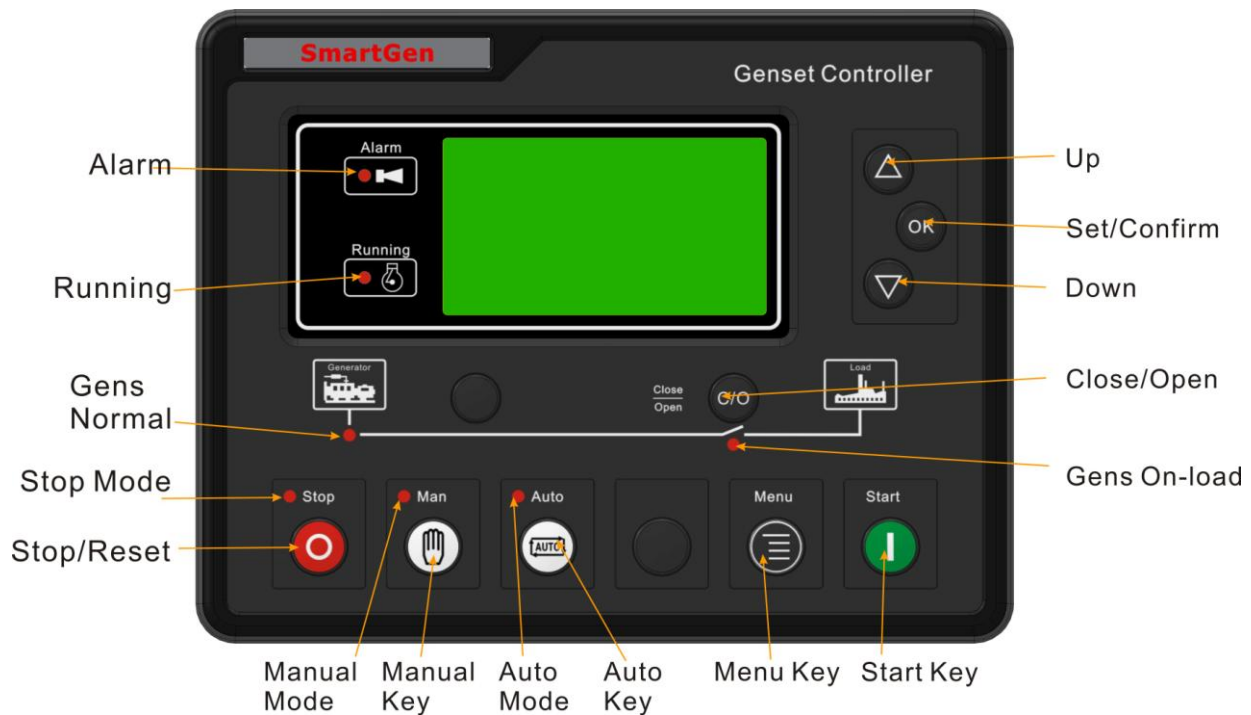 SmartGen
Genset Controller
Alarm
Alarm
Up
OK
Set/Confirm
Running
Running
Down
Generator
Load
Close
Open
C/O
Close/Open
Gens
Normal
Gens On-load
Stop Mode
Stop
Man
Auto
Menu
Start
Stop/Reset
AUTO
Manual
Mode
Manual
Key
Auto
Mode
Auto
Key
Menu Key
Start Key